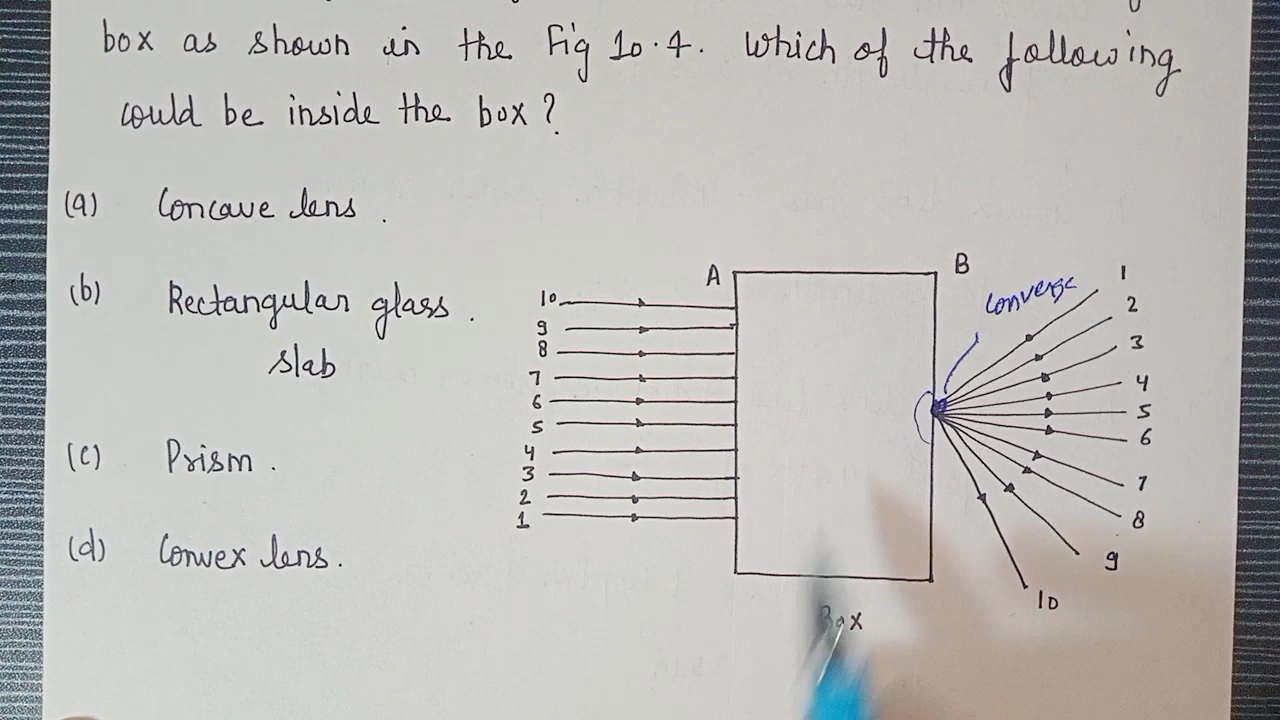 box as shown in the Fig 10.4. which of the following
could be inside the box?
(a) Concave lens.
(b) Rectangular glass
slab.
(c) Prism.
(d) Convex lens.
A
B
converge
10
9
8
7
6
5
4
3
2
1
1
2
3
4
5
6
7
8
9
10
Box